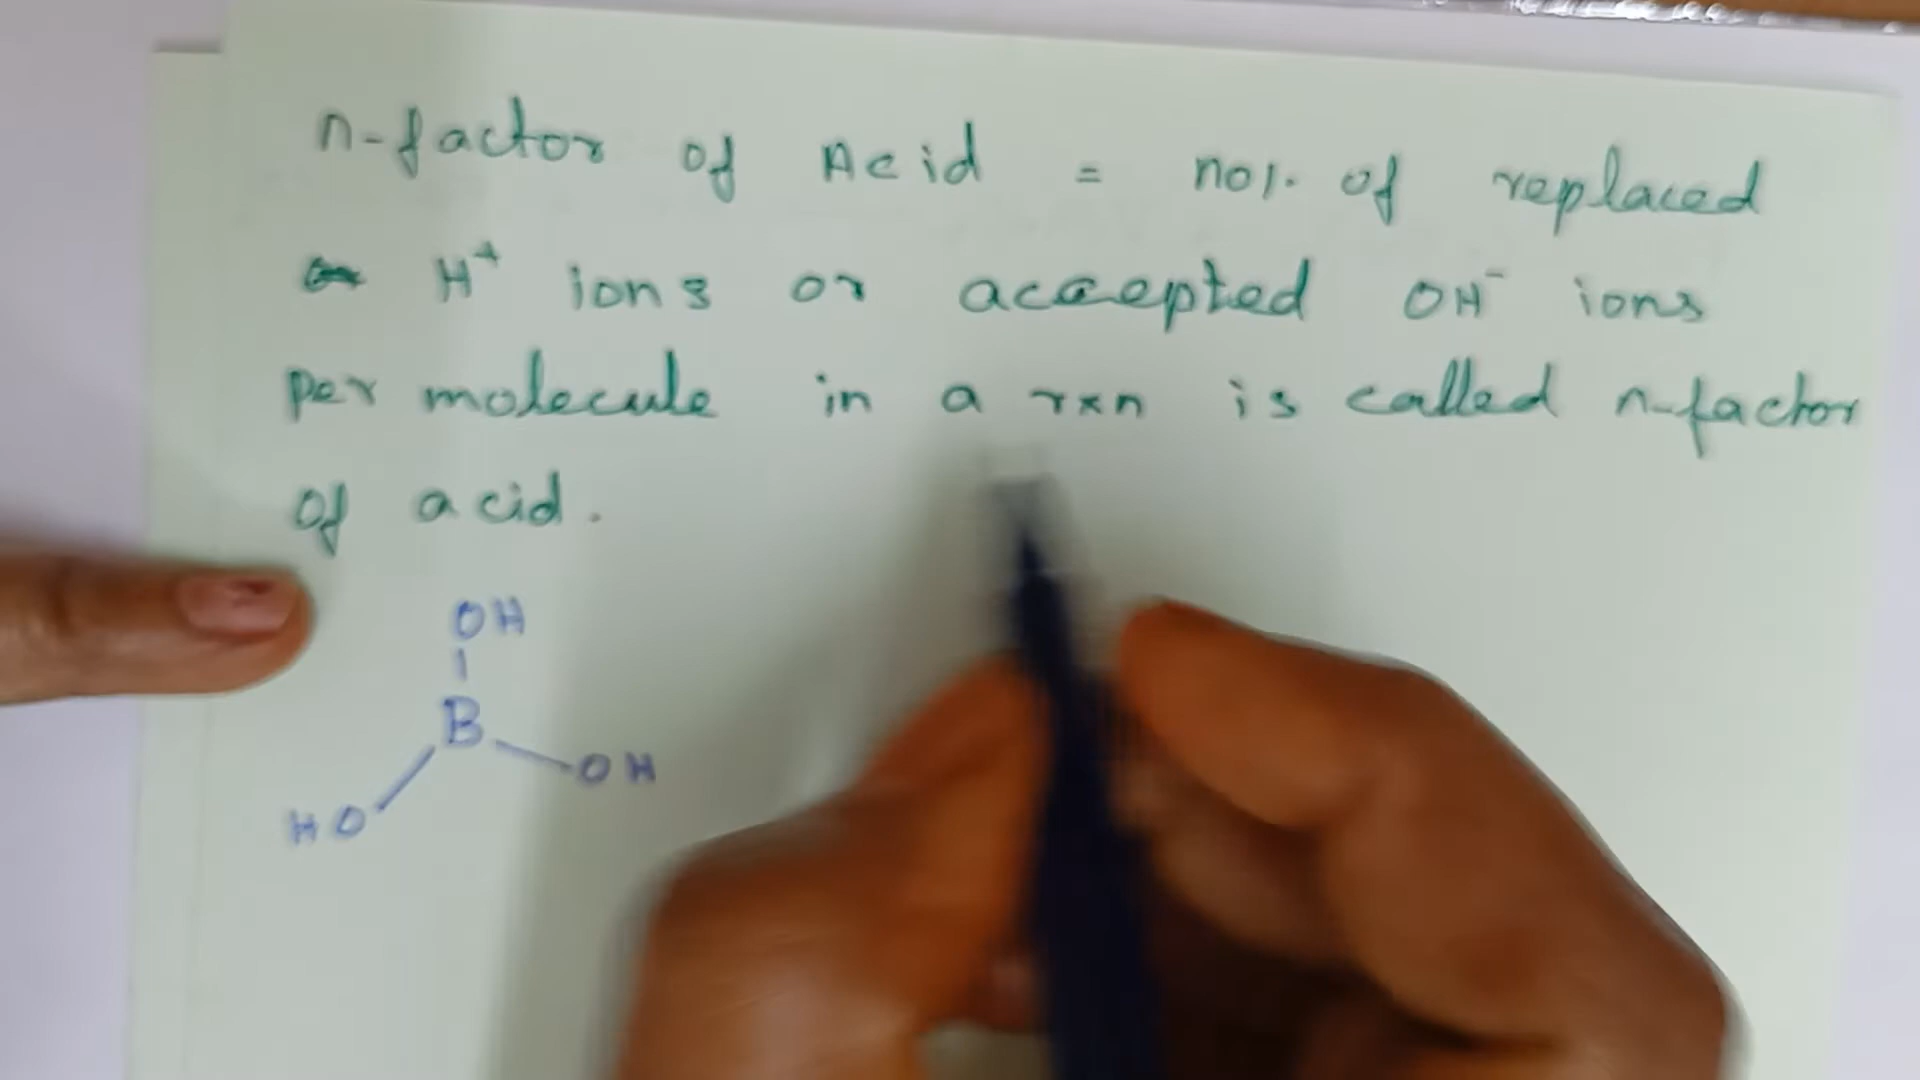 n-factor of Acid = no/. of replaced
H⁺ ions or accepted OH⁻ ions
per molecule in a rxn is called n-factor
of acid.
OH
B
OH
HO